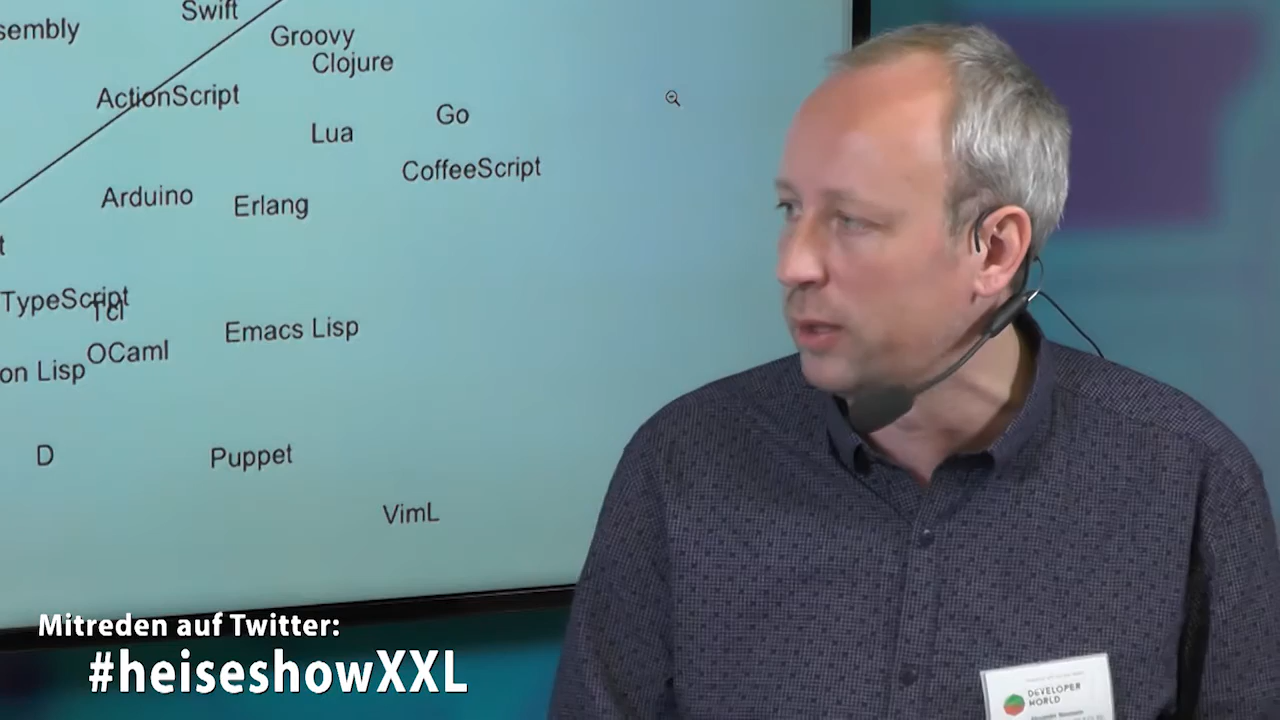 Swift
sembly
Groovy
Clojure
ActionScript
Go
Lua
CoffeeScript
Arduino
Erlang
t
TypeScript
Tcl
Emacs Lisp
OCaml
on Lisp
D
Puppet
VimL
Mitreden auf Twitter:
#heiseshowXXL
DEVELOPER
WORLD